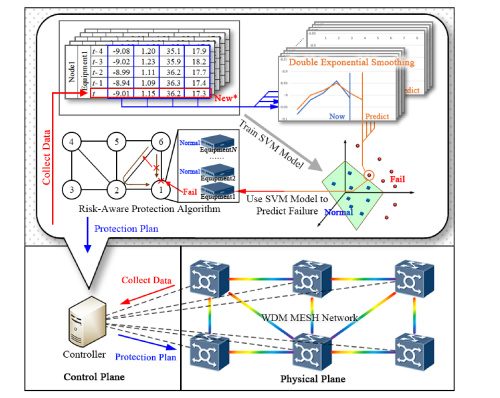 Node1
Equipment1
t-4 -9.08 1.20 35.1 17.9
t-3 -9.02 1.23 35.9 18.2
t-2 -8.99 1.11 36.2 17.7
t-1 -8.94 1.09 36.3 17.4
t -9.01 1.15 36.2 17.3
New*
Double Exponential Smoothing
Now
Predict
Predict
Collect Data
Train SVM Model
5
4
6
3
2
1
Normal
EquipmentN
......
Normal
Equipment2
Fail
Equipment1
Risk-Aware Protection Algorithm
Use SVM Model to
Predict Failure
Fail
Normal
Protection Plan
Collect Data
WDM MESH Network
Controller
Protection Plan
Control Plane
Physical Plane